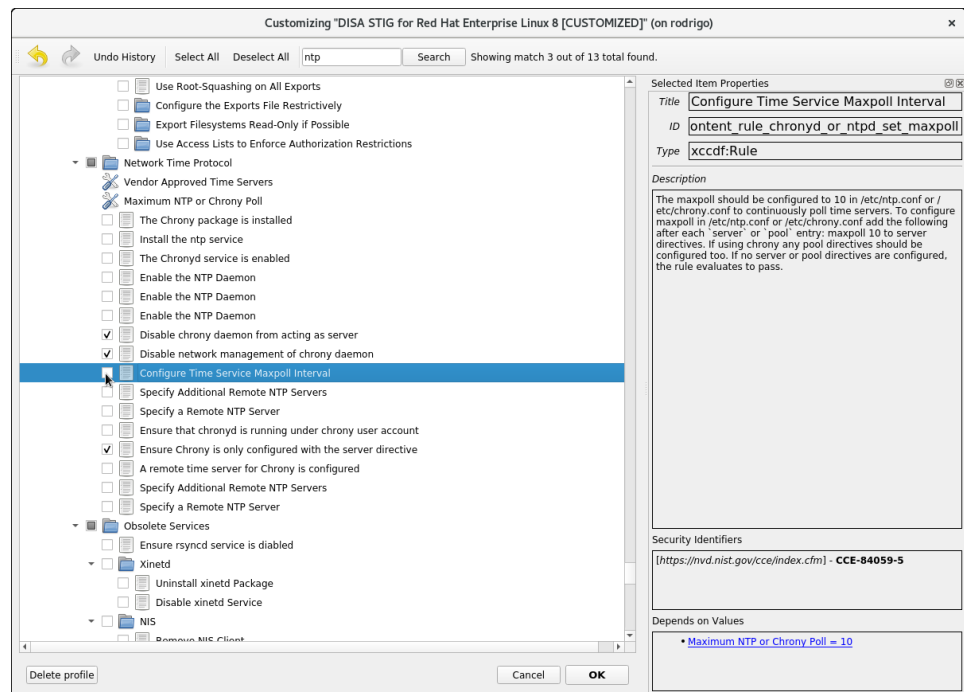 Customizing "DISA STIG for Red Hat Enterprise Linux 8 [CUSTOMIZED]" (on rodrigo)
Undo History Select All Deselect All ntp Search Showing match 3 out of 13 total found.
Use Root-Squashing on All Exports
Configure the Exports File Restrictively
Export Filesystems Read-Only if Possible
Use Access Lists to Enforce Authorization Restrictions
Network Time Protocol
Vendor Approved Time Servers
Maximum NTP or Chrony Poll
The Chrony package is installed
Install the ntp service
The Chronyd service is enabled
Enable the NTP Daemon
Enable the NTP Daemon
Enable the NTP Daemon
Disable chrony daemon from acting as server
Disable network management of chrony daemon
Configure Time Service Maxpoll Interval
Specify Additional Remote NTP Servers
Specify a Remote NTP Server
Ensure that chronyd is running under chrony user account
Ensure Chrony is only configured with the server directive
A remote time server for Chrony is configured
Specify Additional Remote NTP Servers
Specify a Remote NTP Server
Obsolete Services
Ensure rsyncd service is diabled
Xinetd
Uninstall xinetd Package
Disable xinetd Service
NIS
Remove NIS Client
Selected Item Properties
Title Configure Time Service Maxpoll Interval
ID ontent_rule_chronyd_or_ntpd_set_maxpoll
Type xccdf:Rule
Description
The maxpoll should be configured to 10 in /etc/ntp.conf or /
etc/chrony.conf to continuously poll time servers. To configure
maxpoll in /etc/ntp.conf or /etc/chrony.conf add the following
after each `server` or `pool` entry: maxpoll 10 to server
directives. If using chrony any pool directives should be
configured too. If no server or pool directives are configured,
the rule evaluates to pass.
Security Identifiers
[https://nvd.nist.gov/cce/index.cfm] - CCE-84059-5
Depends on Values
• Maximum NTP or Chrony Poll = 10
Delete profile Cancel OK